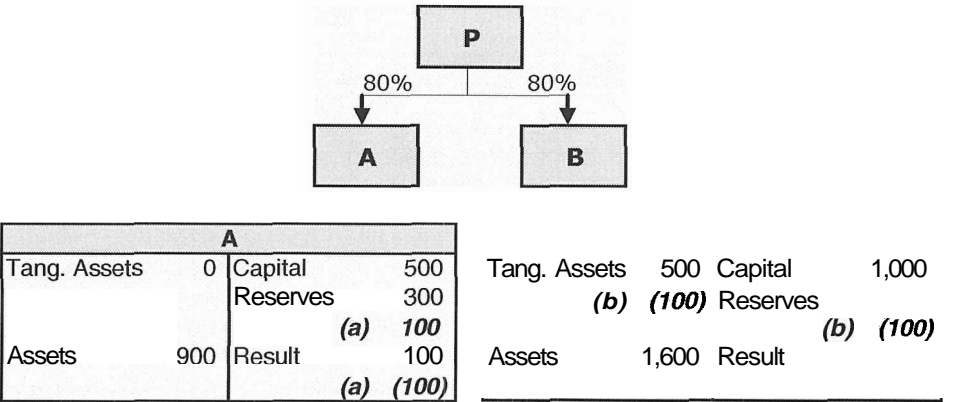 P
80% 80%
A B
A
Tang. Assets 0 Capital 500
Reserves 300
(a) 100
Assets 900 Result 100
(a) (100)
Tang. Assets 500 Capital 1,000
(b) (100) Reserves
(b) (100)
Assets 1,600 Result